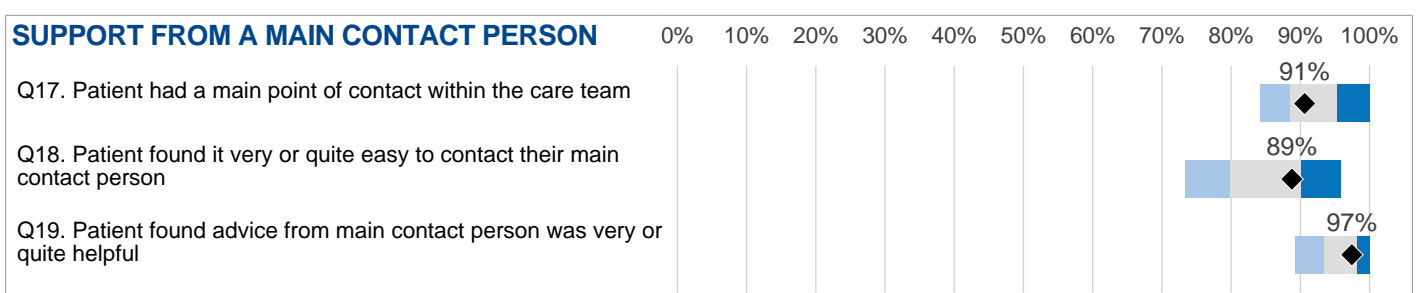 SUPPORT FROM A MAIN CONTACT PERSON 0% 10% 20% 30% 40% 50% 60% 70% 80% 90% 100%
Q17. Patient had a main point of contact within the care team 91%
Q18. Patient found it very or quite easy to contact their main 89%
contact person
Q19. Patient found advice from main contact person was very or 97%
quite helpful